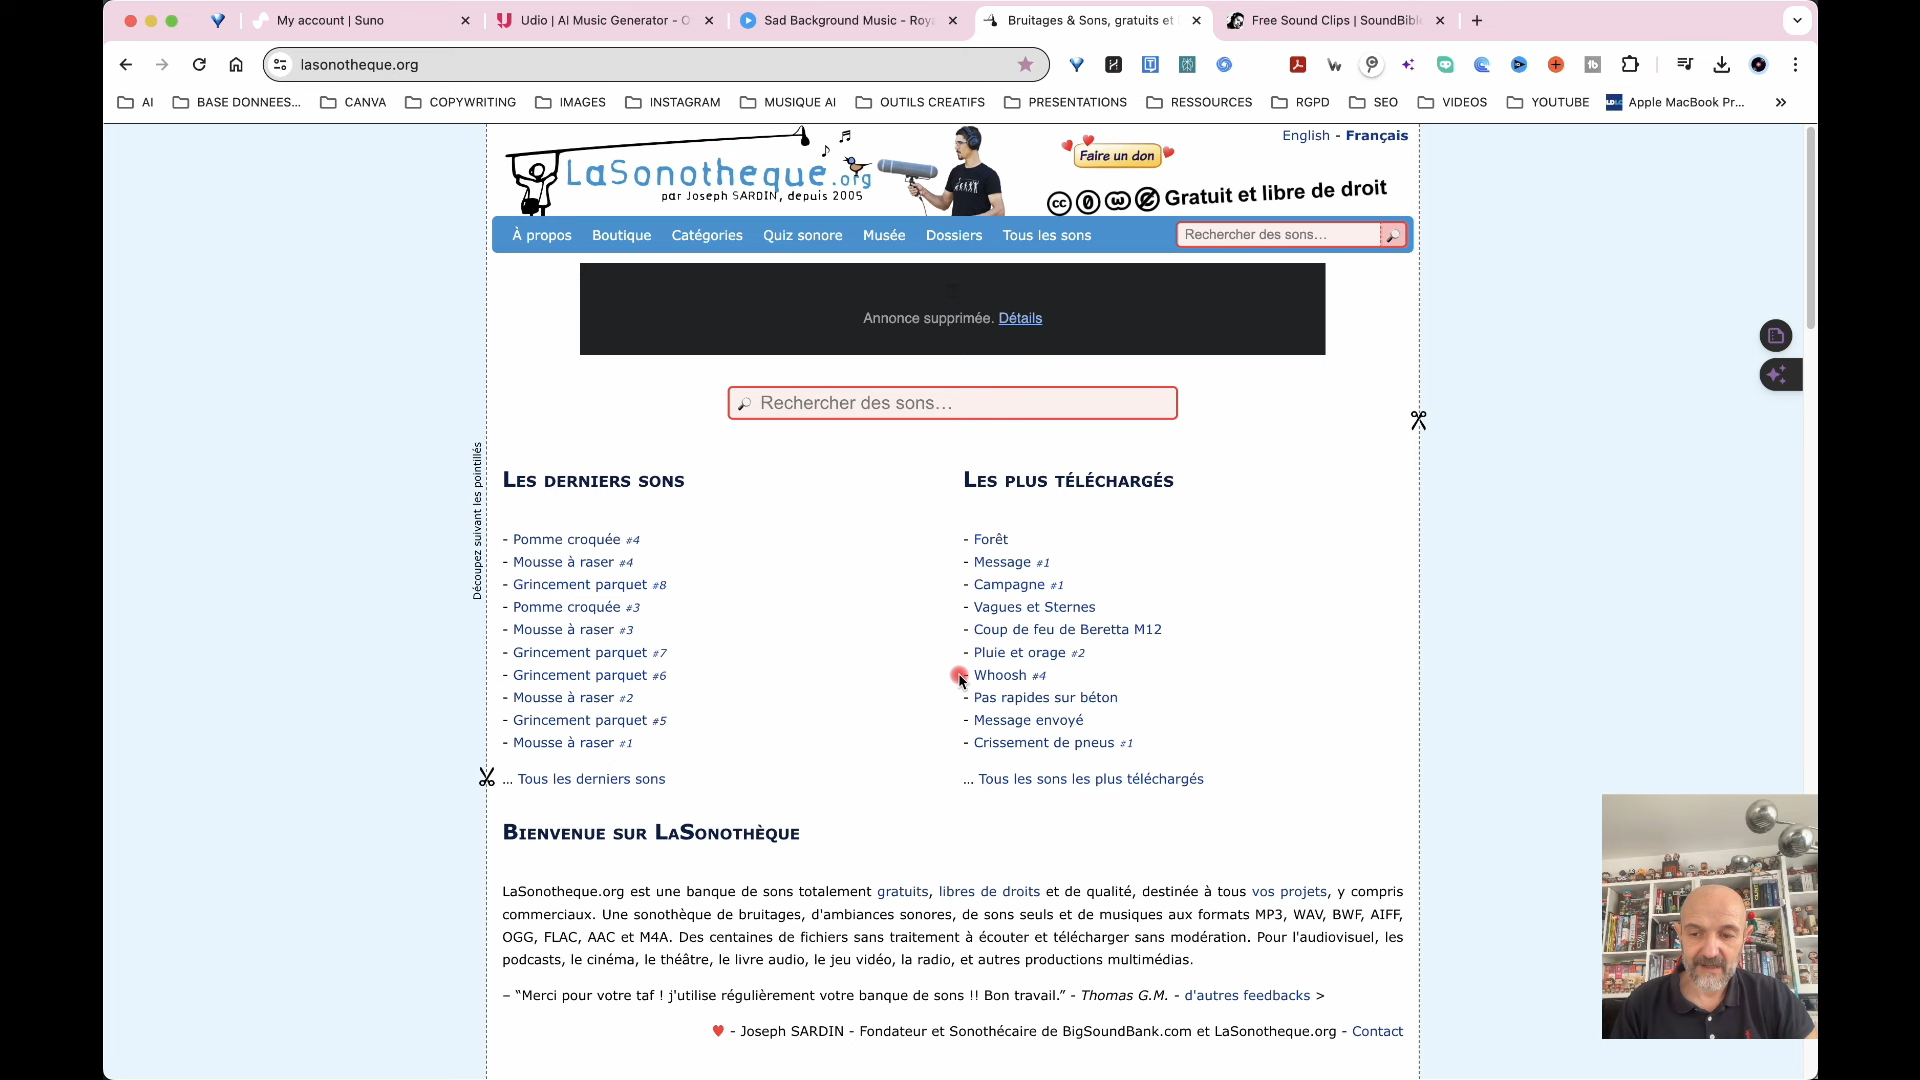 My account | Suno
Udio | AI Music Generator - O
Sad Background Music - Roya
Bruitages & Sons, gratuits et
Free Sound Clips | SoundBible
lasonotheque.org
AI
BASE DONNEES...
CANVA
COPYWRITING
IMAGES
INSTAGRAM
MUSIQUE AI
OUTILS CREATIFS
PRESENTATIONS
RESSOURCES
RGPD
SEO
VIDEOS
YOUTUBE
Apple MacBook Pr...
LaSonotheque.org
par Joseph SARDIN, depuis 2005
Faire un don
English - Français
Gratuit et libre de droit
À propos
Boutique
Catégories
Quiz sonore
Musée
Dossiers
Tous les sons
Rechercher des sons...
Annonce supprimée. Détails
Rechercher des sons...
Découpez suivant les pointillés
Les derniers sons
- Pomme croquée #4
- Mousse à raser #4
- Grincement parquet #8
- Pomme croquée #3
- Mousse à raser #3
- Grincement parquet #7
- Grincement parquet #6
- Mousse à raser #2
- Grincement parquet #5
- Mousse à raser #1
... Tous les derniers sons
Les plus téléchargés
- Forêt
- Message #1
- Campagne #1
- Vagues et Sternes
- Coup de feu de Beretta M12
- Pluie et orage #2
- Whoosh #4
- Pas rapides sur béton
- Message envoyé
- Crissement de pneus #1
... Tous les sons les plus téléchargés
Bienvenue sur LaSonothèque
LaSonotheque.org est une banque de sons totalement gratuits, libres de droits et de qualité, destinée à tous vos projets, y compris
commerciaux. Une sonothèque de bruitages, d'ambiances sonores, de sons seuls et de musiques aux formats MP3, WAV, BWF, AIFF,
OGG, FLAC, AAC et M4A. Des centaines de fichiers sans traitement à écouter et télécharger sans modération. Pour l'audiovisuel, les
podcasts, le cinéma, le théâtre, le livre audio, le jeu vidéo, la radio, et autres productions multimédias.
– "Merci pour votre taf ! j'utilise régulièrement votre banque de sons !! Bon travail." - Thomas G.M. - d'autres feedbacks >
♥ - Joseph SARDIN - Fondateur et Sonothécaire de BigSoundBank.com et LaSonotheque.org - Contact